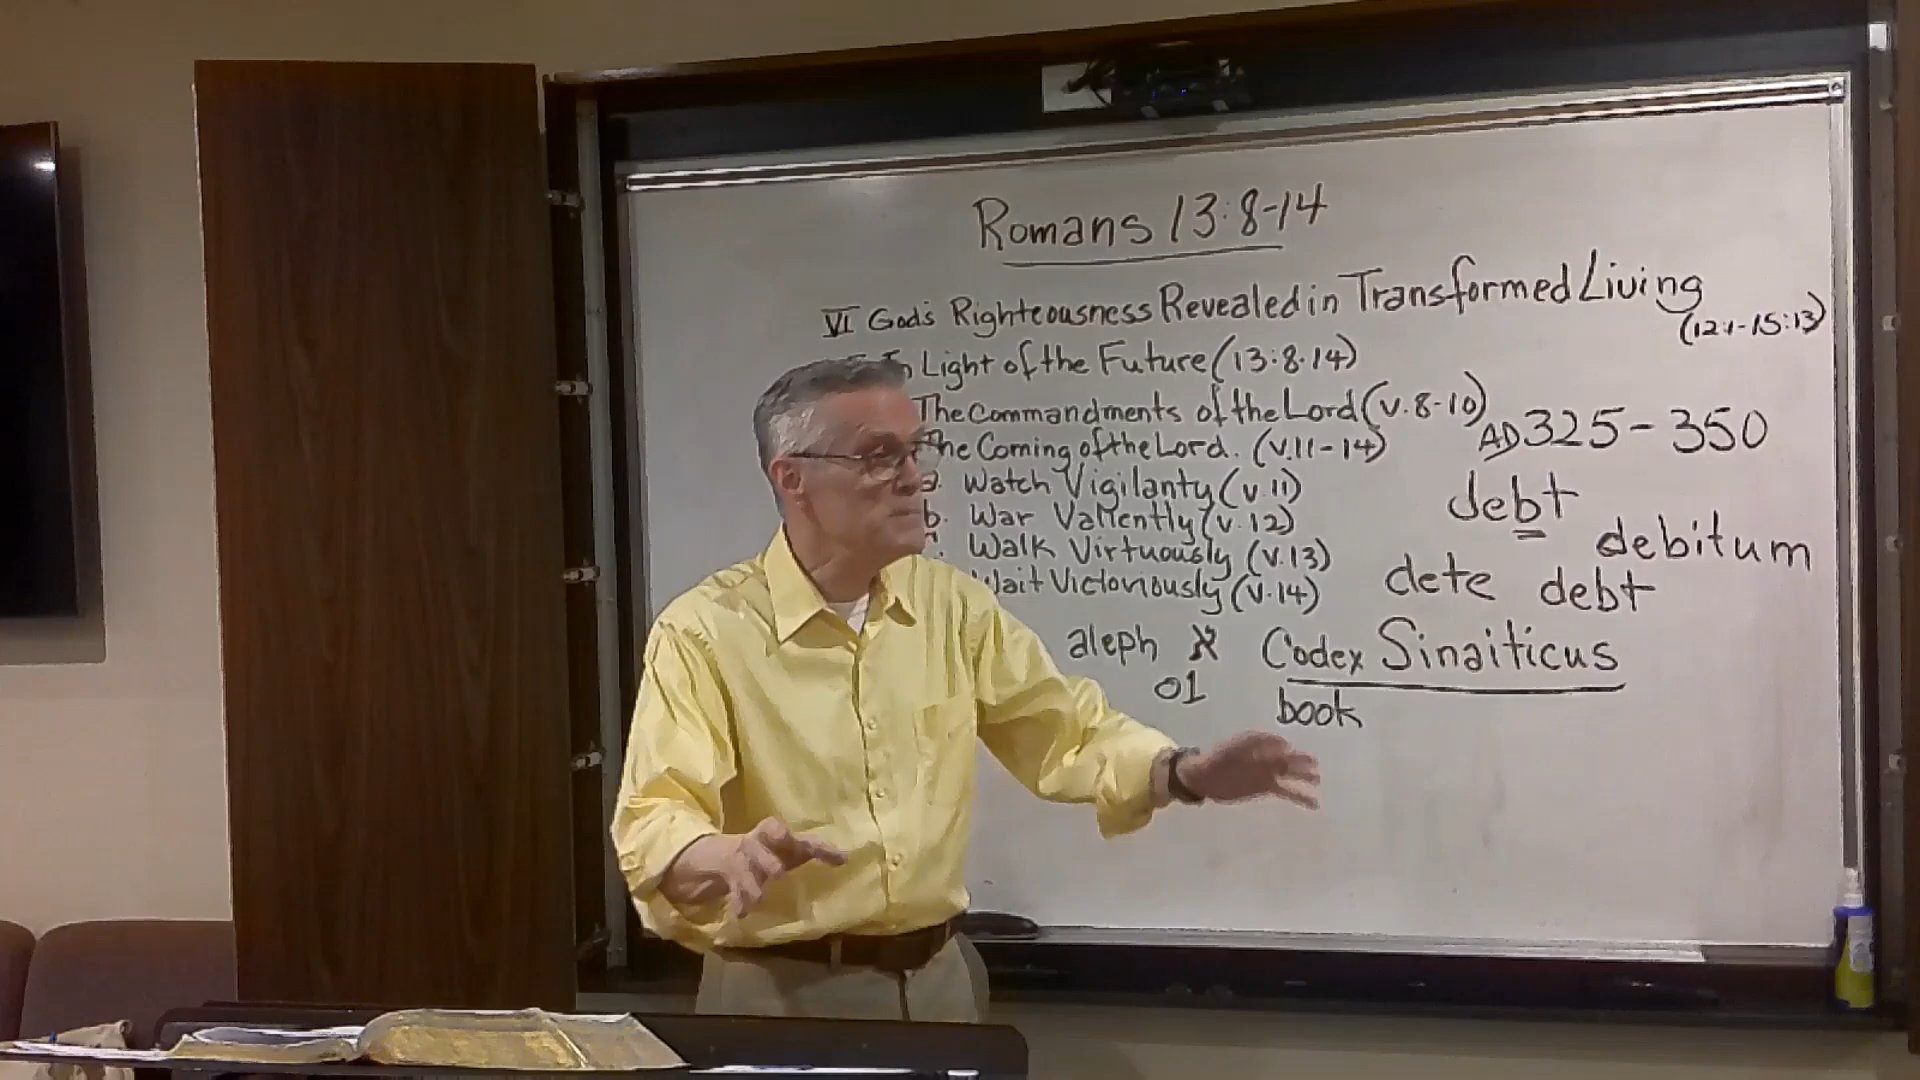 Romans 13:8-14
VI God's Righteousness Revealed in Transformed Living
(12:1-15:13)
Light of the Future (13:8-14)
The Commandments of the Lord (v.8-10)
The Coming of the Lord. (v.11-14)
a. Watch Vigilanty (v.11)
b. War Valiently (v.12)
Walk Virtuously (v.13)
Wait Victoriously (v.14)
AD 325-350
debt
debitum
dete debt
aleph א Codex Sinaiticus
01 book